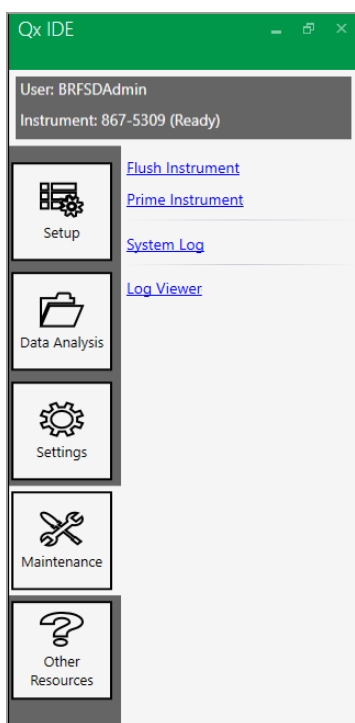 Qx IDE
User: BRFSDAdmin
Instrument: 867-5309 (Ready)
Setup
Data Analysis
Settings
Maintenance
Other
Resources
Flush Instrument
Prime Instrument
System Log
Log Viewer